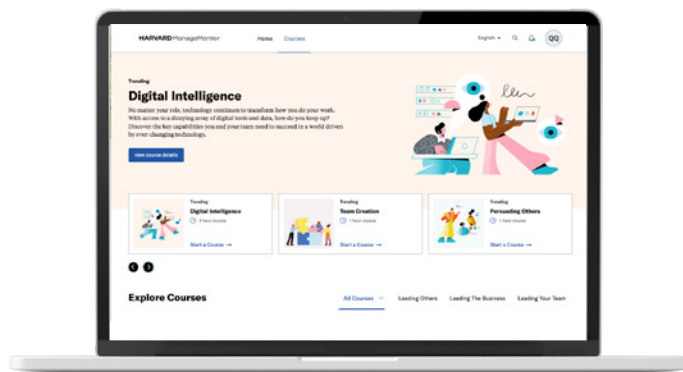 HARVARD ManageMentor
Home
Courses
English
QQ
Trending
Digital Intelligence
No matter your role, technology continues to transform how you do your work.
With access to a dizzying array of digital tools and data, how do you keep up?
Discover the key capabilities you and your team need to succeed in a world driven
by ever-changing technology.
view course details
Trending
Digital Intelligence
Start a Course →
Trending
Team Creation
1 hour course
Start a Course →
Trending
Persuading Others
1 hour course
Start a Course →
Explore Courses
All Courses
Leading Others
Leading The Business
Leading Your Team